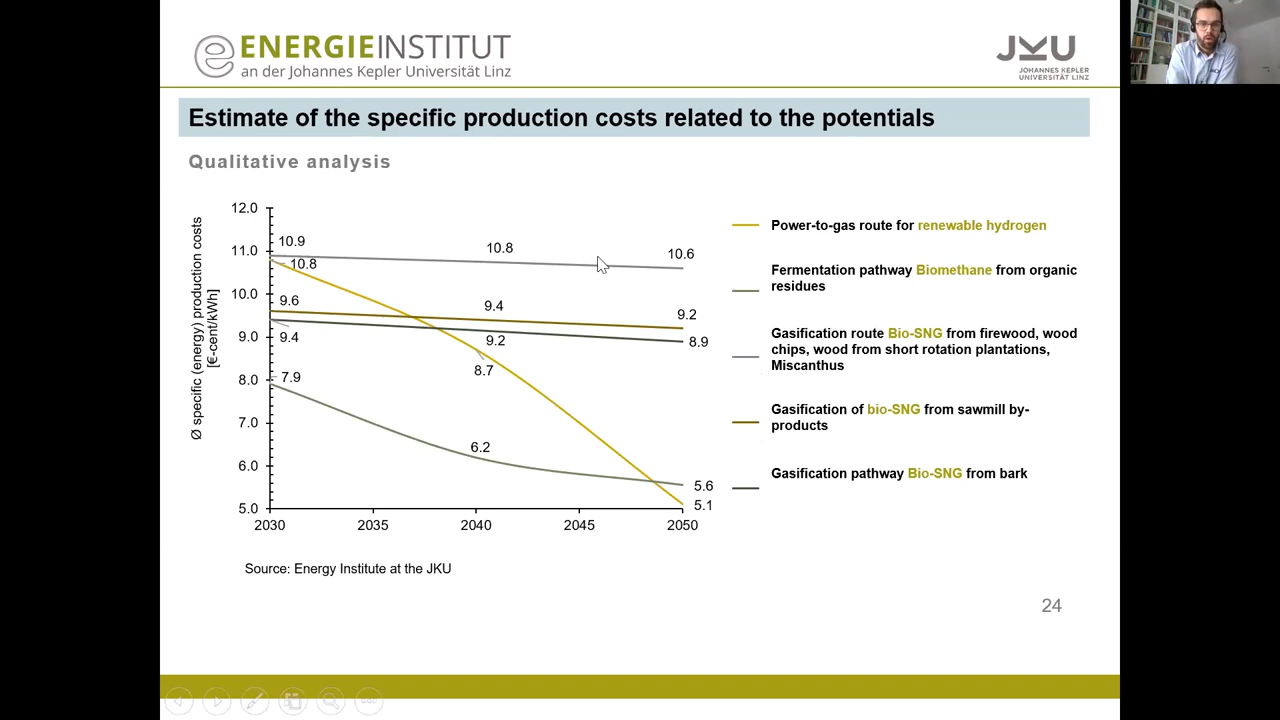 e ENERGIEINSTITUT
an der Johannes Kepler Universität Linz
JKU
JOHANNES KEPLER
UNIVERSITÄT LINZ
Estimate of the specific production costs related to the potentials
Qualitative analysis
Ø specific (energy) production costs
[€-cent/kWh]
12.0
11.0
10.0
9.0
8.0
7.0
6.0
5.0
10.9
10.8
10.6
10.8
9.6
9.4
9.2
9.4
9.2
8.9
8.7
7.9
6.2
5.6
5.1
2030
2035
2040
2045
2050
Power-to-gas route for renewable hydrogen
Fermentation pathway Biomethane from organic
residues
Gasification route Bio-SNG from firewood, wood
chips, wood from short rotation plantations,
Miscanthus
Gasification of bio-SNG from sawmill by-
products
Gasification pathway Bio-SNG from bark
Source: Energy Institute at the JKU
24